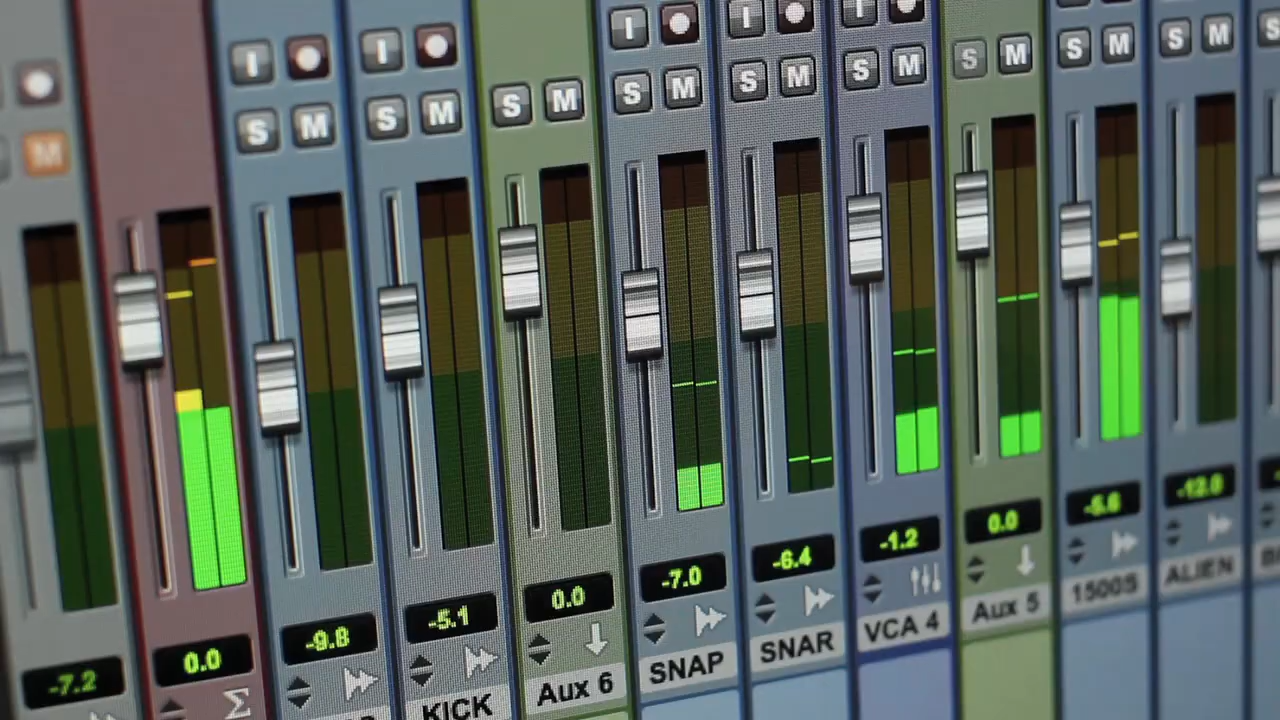 I I I I I
S M S M S M S M S M S M S M S M S M
M
-7.2 0.0 -9.8 -5.1 0.0 -7.0 -6.4 -1.2 0.0 -5.6 -12.0
Σ KICK Aux 6 SNAP SNAR VCA 4 Aux 5 1500S ALIEN